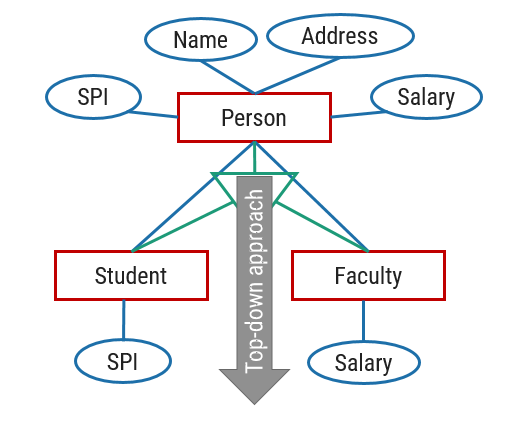 Name
Address
SPI
Salary
Person
Top-down approach
Student
Faculty
SPI
Salary